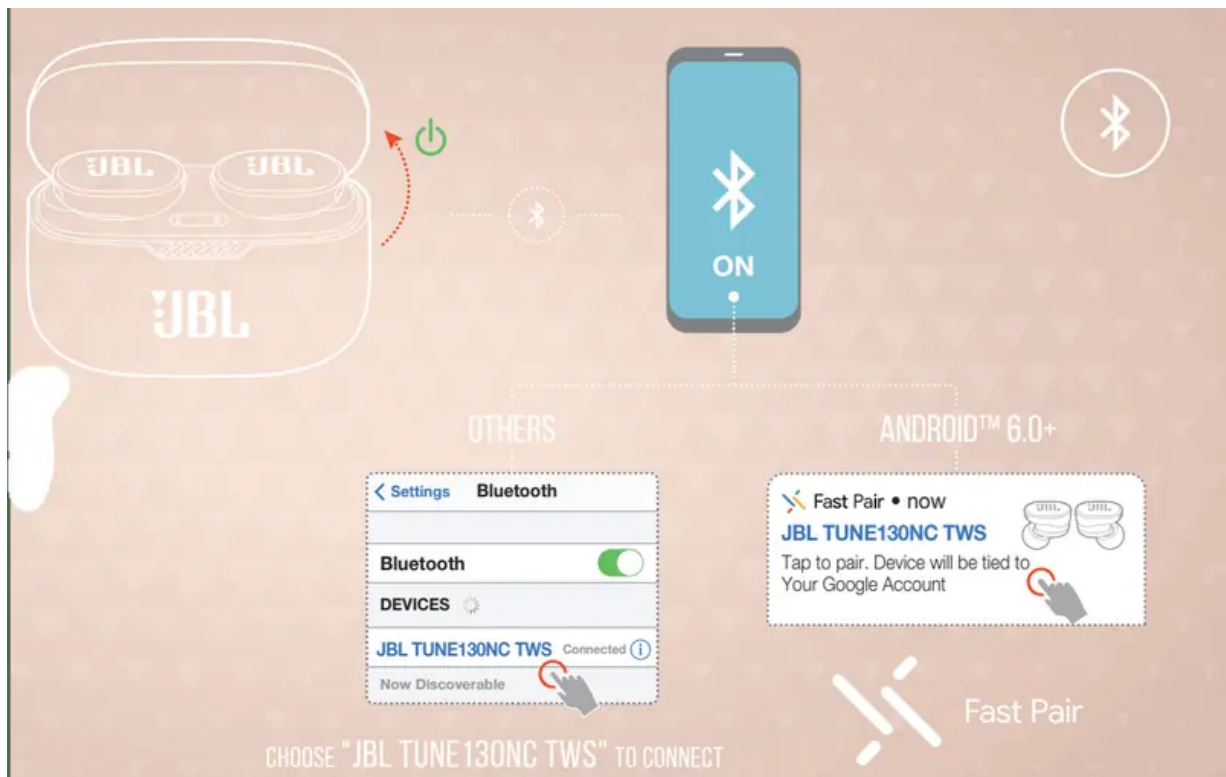 JBL
JBL
JBL
ON
OTHERS
Settings Bluetooth
Bluetooth
DEVICES
JBL TUNE130NC TWS Connected
Now Discoverable
CHOOSE "JBL TUNE130NC TWS" TO CONNECT
ANDROID™ 6.0+
Fast Pair • now
JBL TUNE130NC TWS
Tap to pair. Device will be tied to
Your Google Account
JBL JBL
Fast Pair